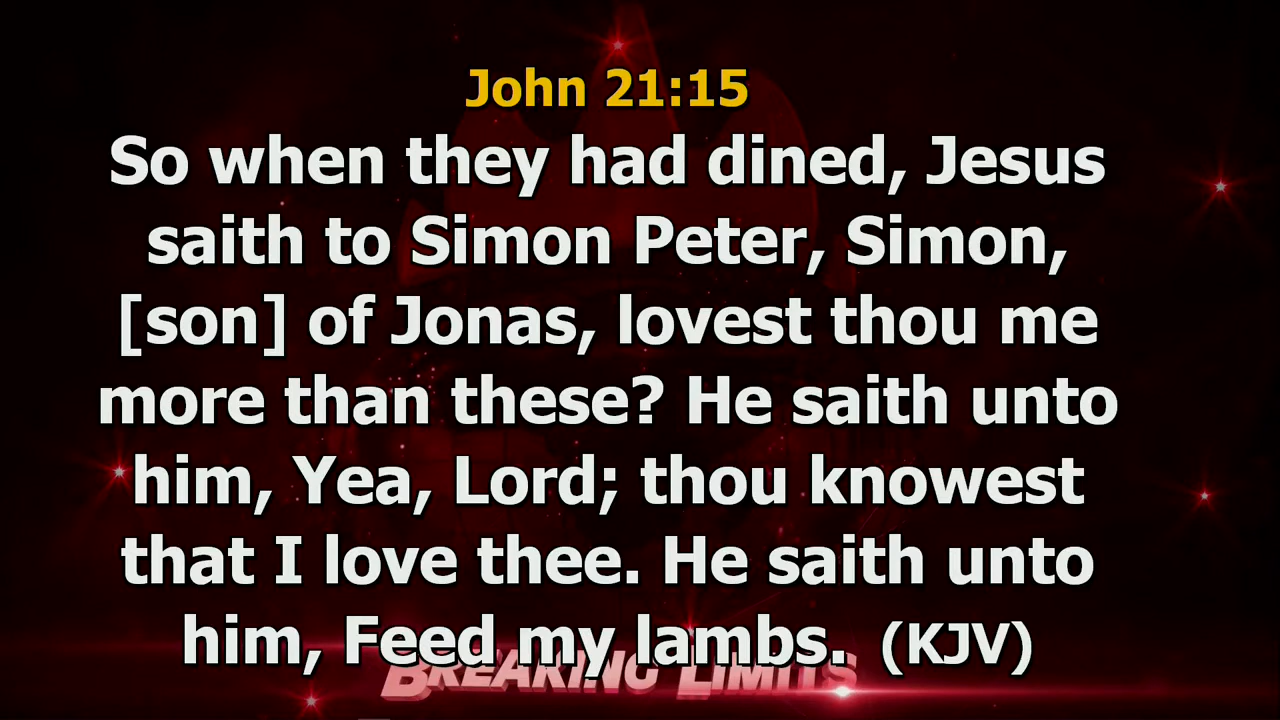 John 21:15
So when they had dined, Jesus
saith to Simon Peter, Simon,
[son] of Jonas, lovest thou me
more than these? He saith unto
him, Yea, Lord; thou knowest
that I love thee. He saith unto
him, Feed my lambs. (KJV)
BREAKING LIMITS